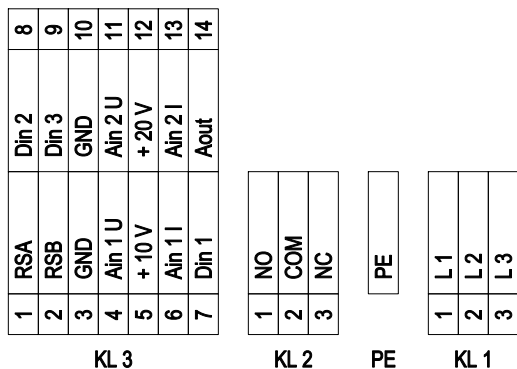 8 9 10 11 12 13 14
Din 2
Din 3
GND
Ain 2 U
+ 20 V
Ain 2 I
Aout
RSA
RSB
GND
Ain 1 U
+ 10 V
Ain 1 I
Din 1
1 2 3 4 5 6 7
KL 3
NO
COM
NC
1 2 3
KL 2
PE
PE
L 1
L 2
L 3
1 2 3
KL 1